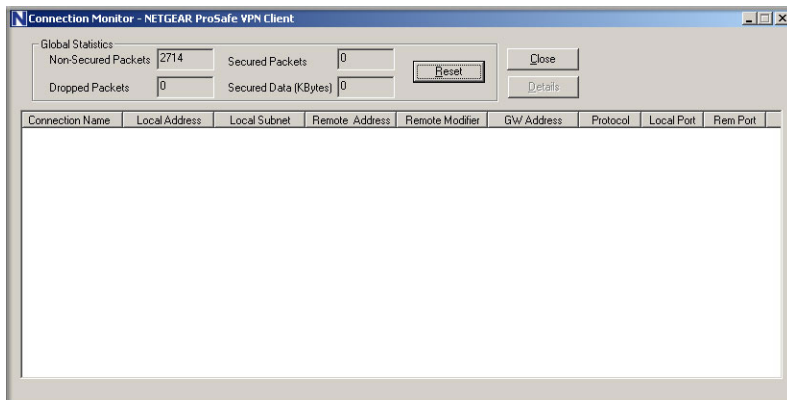 Connection Monitor - NETGEAR ProSafe VPN Client
Global Statistics
Non-Secured Packets 2714 Secured Packets 0 Reset Close
Dropped Packets 0 Secured Data (KBytes) 0 Details
Connection Name Local Address Local Subnet Remote Address Remote Modifier GW Address Protocol Local Port Rem Port